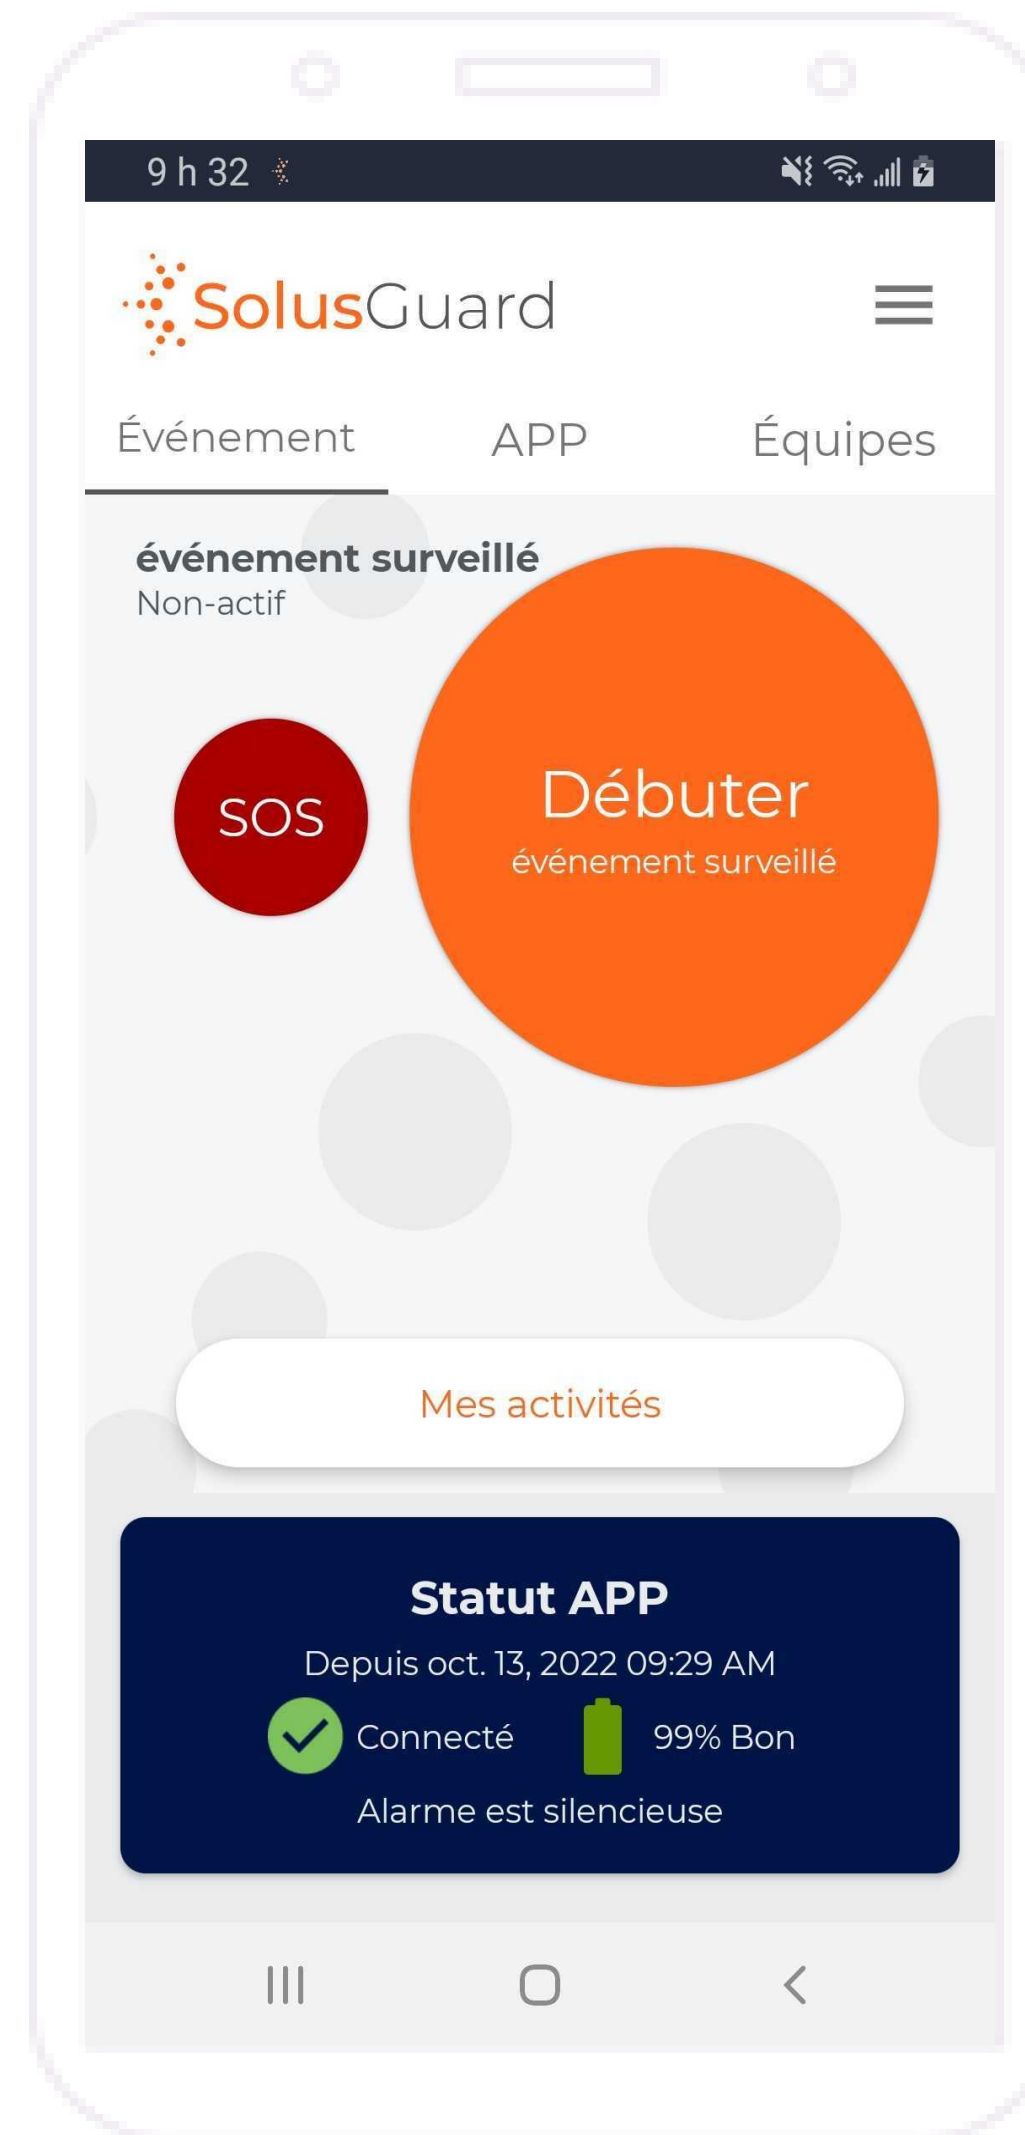 9 h 32
SolusGuard
Événement APP Équipes
événement surveillé
Non-actif
SOS
Débuter
événement surveillé
Mes activités
Statut APP
Depuis oct. 13, 2022 09:29 AM
Connecté 99% Bon
Alarme est silencieuse